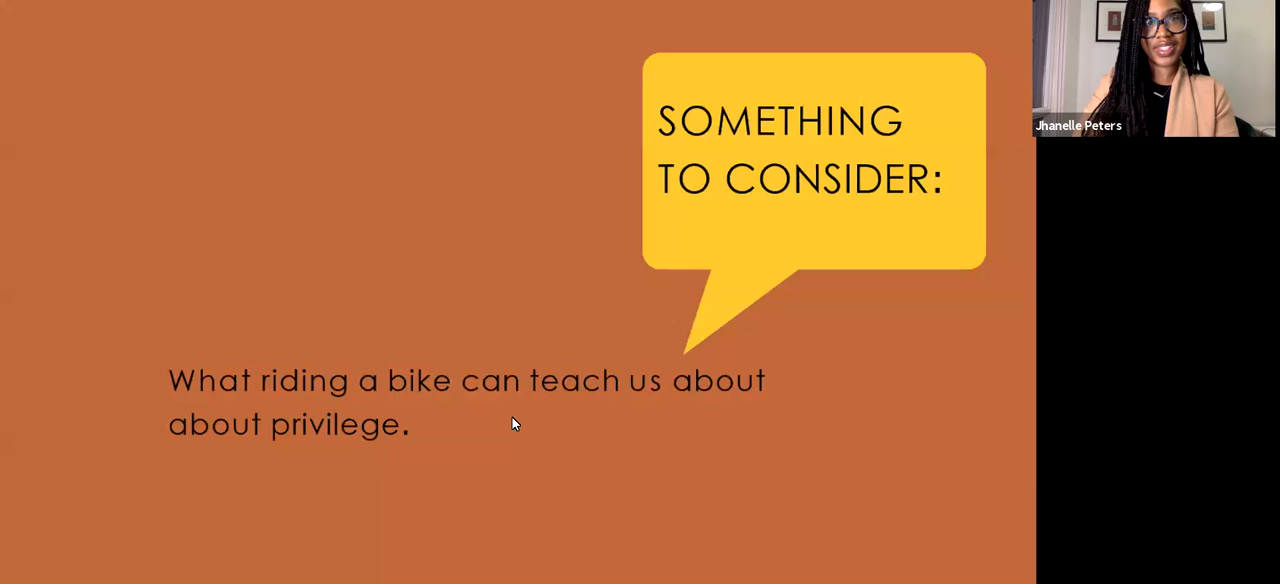 SOMETHING
TO CONSIDER:
Jhanelle Peters
What riding a bike can teach us about
about privilege.